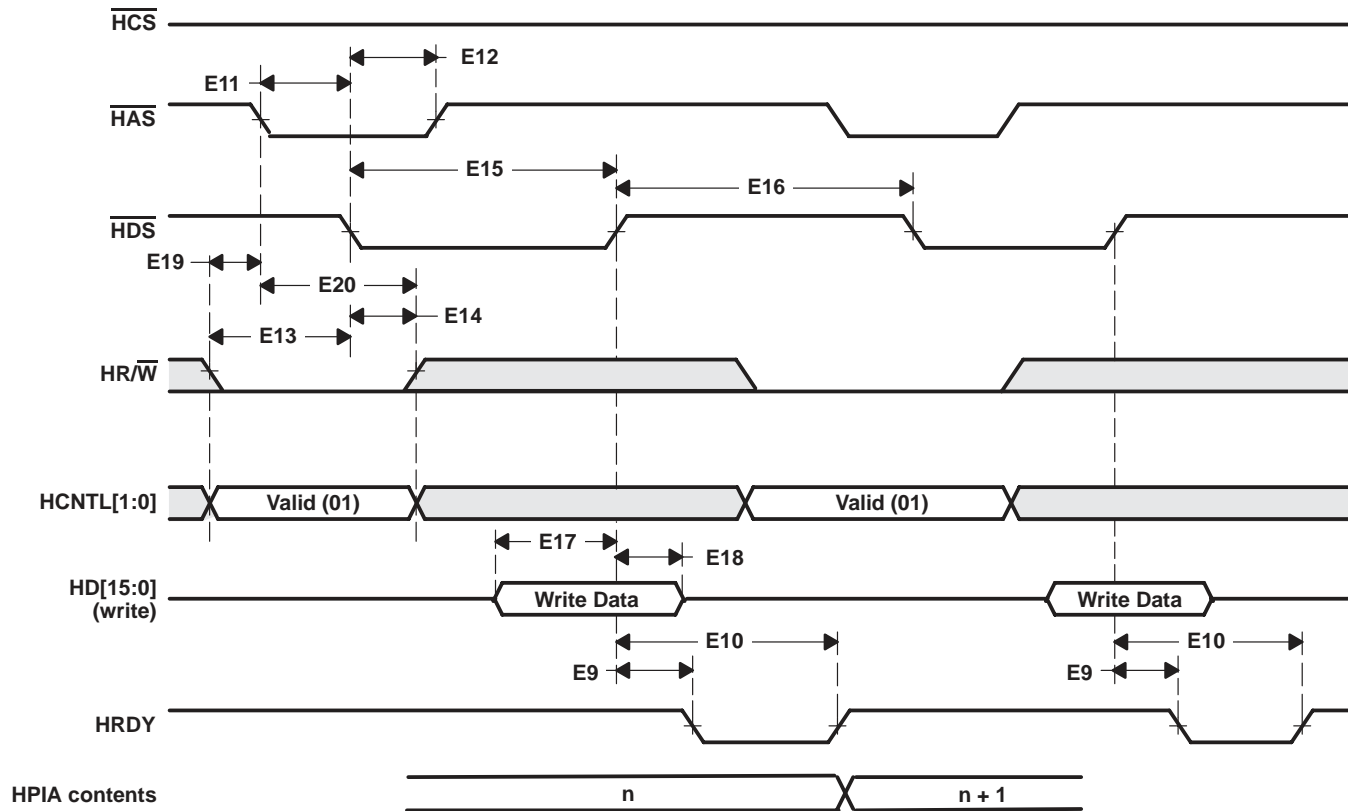 HCS
E12
E11
HAS
E15
E16
HDS
E19
E20
E14
E13
HR/W
HCNTL[1:0]
Valid (01)
Valid (01)
E17
E18
HD[15:0]
(write)
Write Data
Write Data
E10
E10
E9
E9
HRDY
HPIA contents
n
n + 1